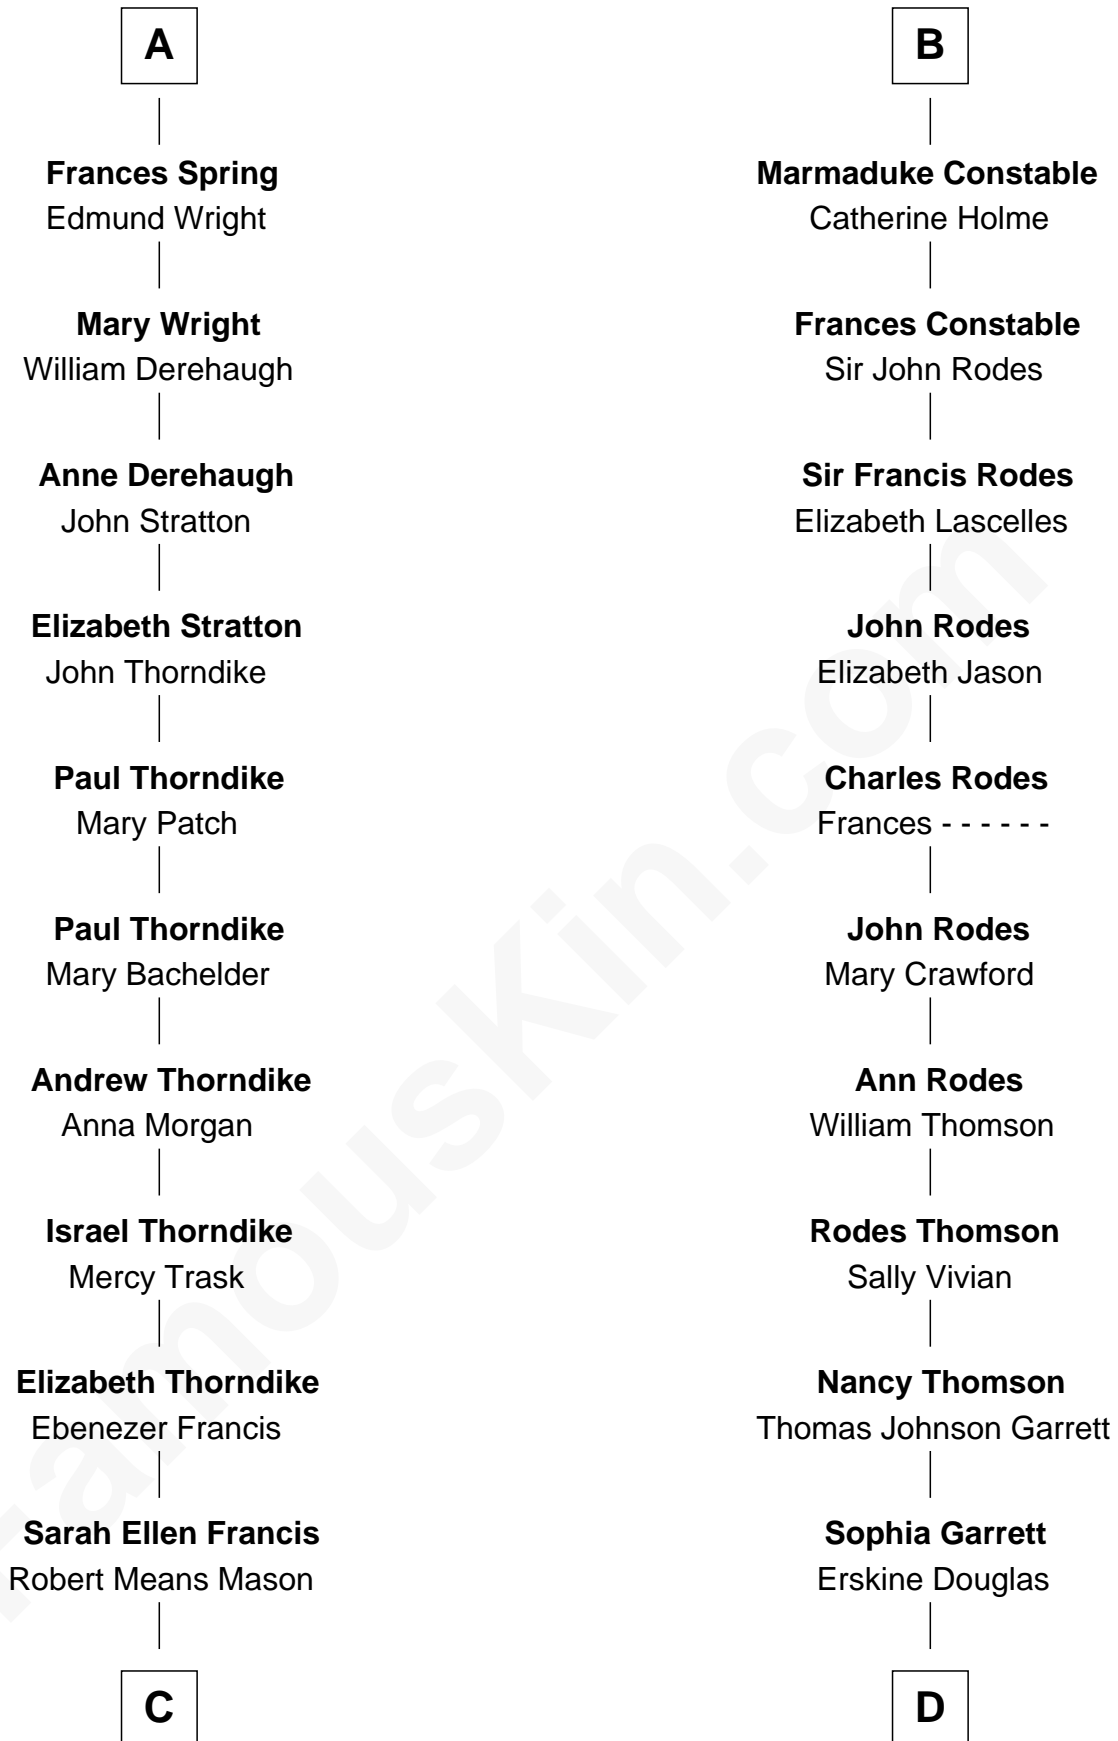 A
Frances Spring
Edmund Wright
Mary Wright
William Derehaugh
Anne Derehaugh
John Stratton
Elizabeth Stratton
John Thorndike
Paul Thorndike
Mary Patch
Paul Thorndike
Mary Bachelder
Andrew Thorndike
Anna Morgan
Israel Thorndike
Mercy Trask
Elizabeth Thorndike
Ebenezer Francis
Sarah Ellen Francis
Robert Means Mason
C
B
Marmaduke Constable
Catherine Holme
Frances Constable
Sir John Rodes
Sir Francis Rodes
Elizabeth Lascelles
John Rodes
Elizabeth Jason
Charles Rodes
Frances - - - - - -
John Rodes
Mary Crawford
Ann Rodes
William Thomson
Rodes Thomson
Sally Vivian
Nancy Thomson
Thomas Johnson Garrett
Sophia Garrett
Erskine Douglas
D
FamousKin.com